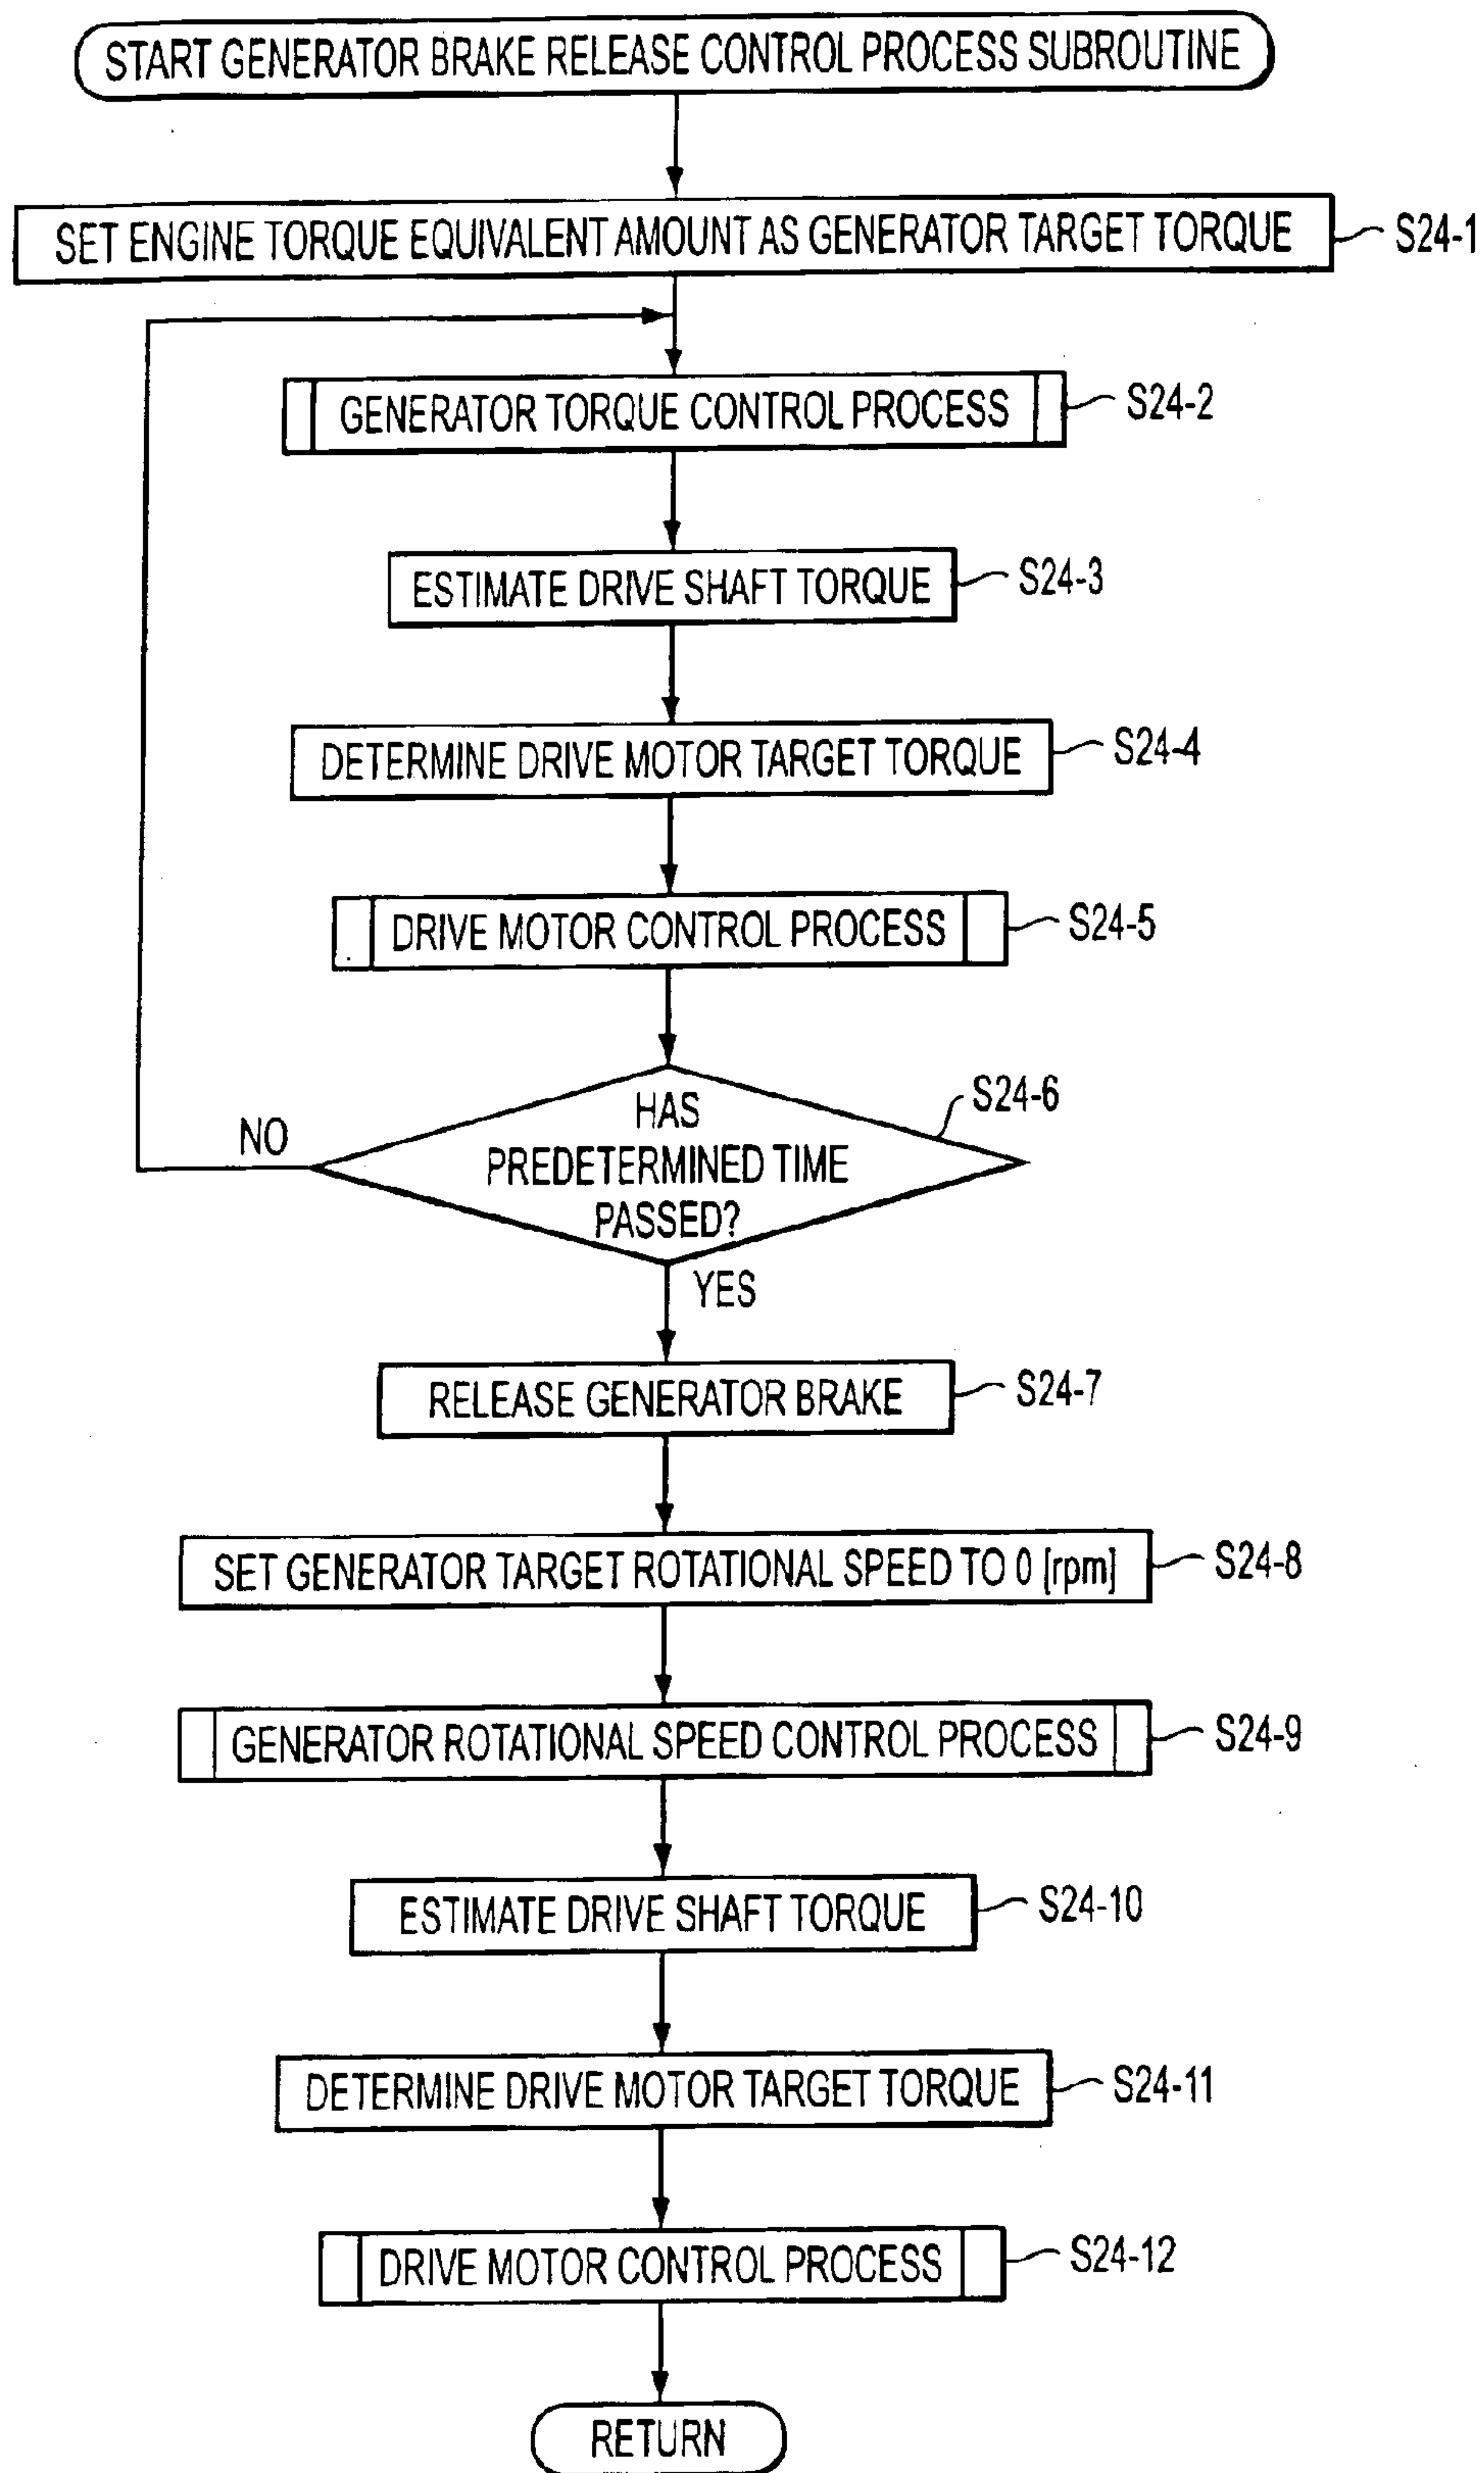 START GENERATOR BRAKE RELEASE CONTROL PROCESS SUBROUTINE
SET ENGINE TORQUE EQUIVALENT AMOUNT AS GENERATOR TARGET TORQUE
S24-1
GENERATOR TORQUE CONTROL PROCESS
S24-2
ESTIMATE DRIVE SHAFT TORQUE
S24-3
DETERMINE DRIVE MOTOR TARGET TORQUE
S24-4
DRIVE MOTOR CONTROL PROCESS
S24-5
HAS
PREDETERMINED TIME
PASSED?
S24-6
NO
YES
RELEASE GENERATOR BRAKE
S24-7
SET GENERATOR TARGET ROTATIONAL SPEED TO 0 [rpm]
S24-8
GENERATOR ROTATIONAL SPEED CONTROL PROCESS
S24-9
ESTIMATE DRIVE SHAFT TORQUE
S24-10
DETERMINE DRIVE MOTOR TARGET TORQUE
S24-11
DRIVE MOTOR CONTROL PROCESS
S24-12
RETURN